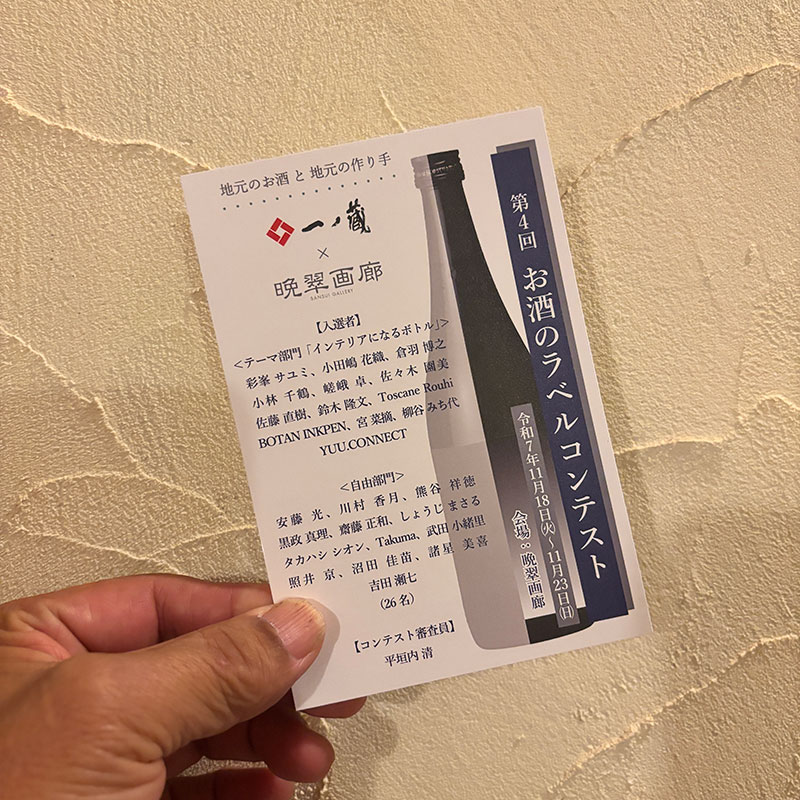 地元のお酒と地元の作り手
一ノ蔵
×
晩翠画廊
BANSUI GALLERY
【入選者】
<テーマ部門「インテリアになるボトル」>
彩峯 サユミ、小田嶋 花織、倉羽 博之
小林 千鶴、嵯峨 卓、佐々木 園美
佐藤 直樹、鈴木 隆文、Toscane Rouhi
BOTAN INKPEN、宮 菜摘、柳谷 みち代
YUU.CONNECT
<自由部門>
安藤 光、川村 香月、熊谷 祥徳
黒政 真理、齋藤 正和、しょうじ まさる
タカハシ シオン、Takuma、武田 小緒里
照井 京、沼田 佳苗、諸星 美喜
吉田 瀬七
(26名)
【コンテスト審査員】
平垣内 清
第4回 お酒のラベルコンテスト
令和7年11月18日(火)〜11月23日(日)
会場：晩翠画廊